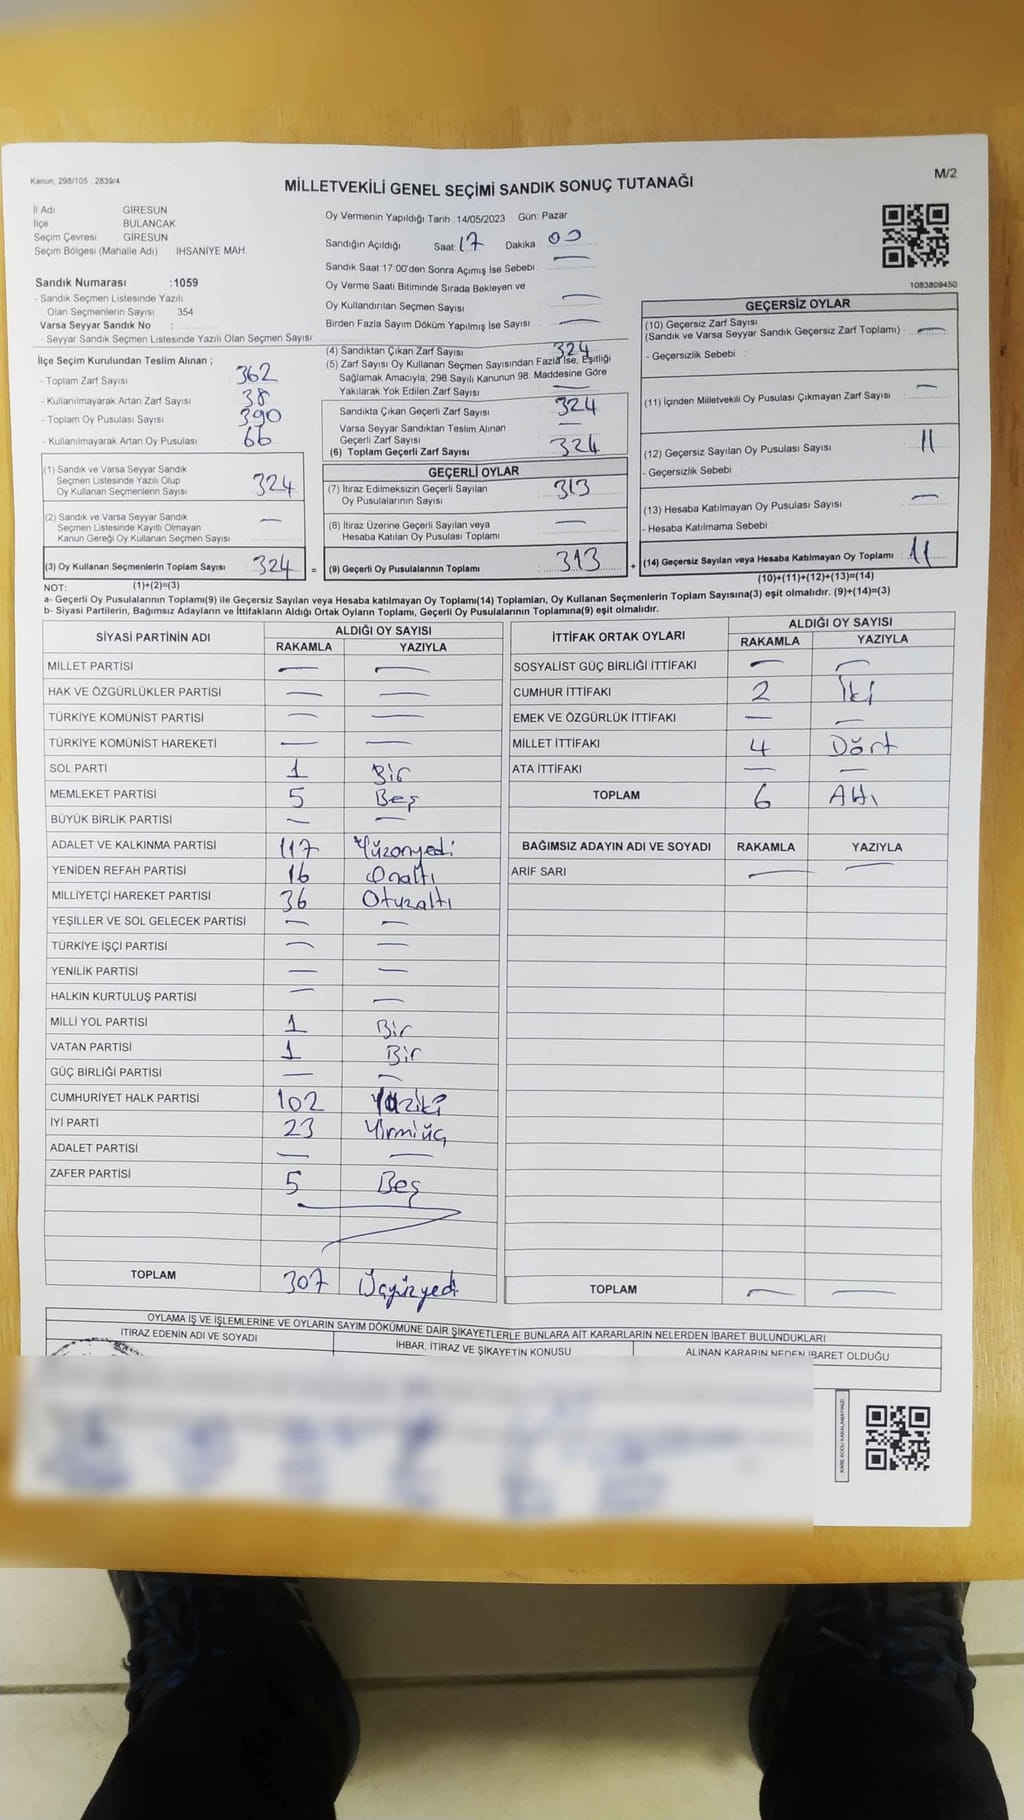 Kanun; 298/105 , 2839/4
MİLLETVEKİLİ GENEL SEÇİMİ SANDIK SONUÇ TUTANAĞI
M/2
İl Adı GİRESUN
İlçe BULANCAK
Seçim Çevresi GİRESUN
Seçim Bölgesi (Mahalle Adı) İHSANİYE MAH.
Sandık Numarası :1059
- Sandık Seçmen Listesinde Yazılı
Olan Seçmenlerin Sayısı : 354
Varsa Seyyar Sandık No :
- Seyyar Sandık Seçmen Listesinde Yazılı Olan Seçmen Sayısı:
Oy Vermenin Yapıldığı Tarih :14/05/2023 Gün: Pazar
Sandığın Açıldığı Saat: 17 Dakika : 00
Sandık Saat 17:00'den Sonra Açımış İse Sebebi : —
Oy Verme Saati Bitiminde Sırada Bekleyen ve
Oy Kullandırılan Seçmen Sayısı : —
Birden Fazla Sayım Döküm Yapılmış İse Sayısı : —
1083809450
İlçe Seçim Kurulundan Teslim Alınan ;
- Toplam Zarf Sayısı : 362
- Kullanılmayarak Artan Zarf Sayısı : 38
- Toplam Oy Pusulası Sayısı : 390
- Kullanılmayarak Artan Oy Pusulası : 66
(1) Sandık ve Varsa Seyyar Sandık
Seçmen Listesinde Yazılı Olup
Oy Kullanan Seçmenlerin Sayısı : 324
(2) Sandık ve Varsa Seyyar Sandık
Seçmen Listesinde Kayıtlı Olmayan
Kanun Gereği Oy Kullanan Seçmen Sayısı : —
(3) Oy Kullanan Seçmenlerin Toplam Sayısı 324 =
(1)+(2)=(3)
(4) Sandıktan Çıkan Zarf Sayısı : 324
(5) Zarf Sayısı Oy Kullanan Seçmen Sayısından Fazla İse, Eşitliği
Sağlamak Amacıyla; 298 Sayılı Kanunun 98. Maddesine Göre
Yakılarak Yok Edilen Zarf Sayısı : —
Sandıkta Çıkan Geçerli Zarf Sayısı : 324
Varsa Seyyar Sandıktan Teslim Alınan
Geçerli Zarf Sayısı : —
(6) Toplam Geçerli Zarf Sayısı : 324
GEÇERLİ OYLAR
(7) İtiraz Edilmeksizin Geçerli Sayılan
Oy Pusulalarının Sayısı : 313
(8) İtiraz Üzerine Geçerli Sayılan veya
Hesaba Katılan Oy Pusulası Toplamı : —
(9) Geçerli Oy Pusulalarının Toplamı : 313 +
GEÇERSİZ OYLAR
(10) Geçersiz Zarf Sayısı
(Sandık ve Varsa Seyyar Sandık Geçersiz Zarf Toplamı) : —
- Geçersizlik Sebebi :
(11) İçinden Milletvekili Oy Pusulası Çıkmayan Zarf Sayısı : —
(12) Geçersiz Sayılan Oy Pusulası Sayısı : 11
- Geçersizlik Sebebi :
(13) Hesaba Katılmayan Oy Pusulası Sayısı : —
- Hesaba Katılmama Sebebi :
(14) Geçersiz Sayılan veya Hesaba Katılmayan Oy Toplamı : 11
(10)+(11)+(12)+(13)=(14)
NOT:
a- Geçerli Oy Pusulalarının Toplamı(9) ile Geçersiz Sayılan veya Hesaba katılmayan Oy Toplamı(14) Toplamları, Oy Kullanan Seçmenlerin Toplam Sayısına(3) eşit olmalıdır. (9)+(14)=(3)
b- Siyasi Partilerin, Bağımsız Adayların ve İttifakların Aldığı Ortak Oyların Toplamı, Geçerli Oy Pusulalarının Toplamına(9) eşit olmalıdır.
SİYASİ PARTİNİN ADI ALDIĞI OY SAYISI
RAKAMLA YAZIYLA
MİLLET PARTİSİ — —
HAK VE ÖZGÜRLÜKLER PARTİSİ — —
TÜRKİYE KOMÜNİST PARTİSİ — —
TÜRKİYE KOMÜNİST HAREKETİ — —
SOL PARTİ 1 Bir
MEMLEKET PARTİSİ 5 Beş
BÜYÜK BİRLİK PARTİSİ — —
ADALET VE KALKINMA PARTİSİ 117 Yüzonyedi
YENİDEN REFAH PARTİSİ 16 Onaltı
MİLLİYETÇİ HAREKET PARTİSİ 36 Otuzaltı
YEŞİLLER VE SOL GELECEK PARTİSİ — —
TÜRKİYE İŞÇİ PARTİSİ — —
YENİLİK PARTİSİ — —
HALKIN KURTULUŞ PARTİSİ — —
MİLLİ YOL PARTİSİ 1 Bir
VATAN PARTİSİ 1 Bir
GÜÇ BİRLİĞİ PARTİSİ — —
CUMHURİYET HALK PARTİSİ 102 Yüziki
İYİ PARTİ 23 Yirmiüç
ADALET PARTİSİ — —
ZAFER PARTİSİ 5 Beş
TOPLAM 307 Üçyüzyedi
İTTİFAK ORTAK OYLARI ALDIĞI OY SAYISI
RAKAMLA YAZIYLA
SOSYALİST GÜÇ BİRLİĞİ İTTİFAKI — —
CUMHUR İTTİFAKI 2 İki
EMEK VE ÖZGÜRLÜK İTTİFAKI — —
MİLLET İTTİFAKI 4 Dört
ATA İTTİFAKI — —
TOPLAM 6 Altı
BAĞIMSIZ ADAYIN ADI VE SOYADI RAKAMLA YAZIYLA
ARİF SARI — —
TOPLAM — —
OYLAMA İŞ VE İŞLEMLERİNE VE OYLARIN SAYIM DÖKÜMÜNE DAİR ŞİKAYETLERLE BUNLARA AİT KARARLARIN NELERDEN İBARET BULUNDUKLARI
İTİRAZ EDENİN ADI VE SOYADI İHBAR, İTİRAZ VE ŞİKAYETİN KONUSU ALINAN KARARIN NEDEN İBARET OLDUĞU
KARE KODU KARALAMAYINIZ!